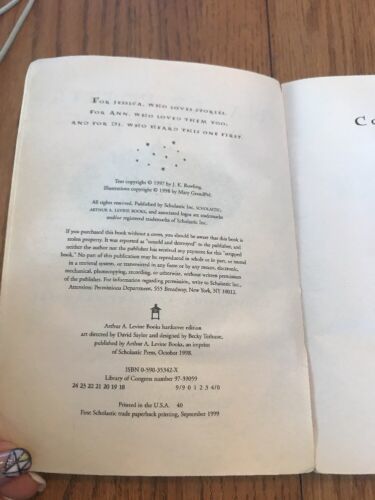 FOR JESSICA, WHO LOVES STORIES,
FOR ANNE, WHO LOVED THEM TOO;
AND FOR DI, WHO HEARD THIS ONE FIRST.
Text copyright © 1997 by J. K. Rowling.
Illustrations copyright © 1998 by Mary GrandPré.
All rights reserved. Published by Scholastic Inc. SCHOLASTIC,
ARTHUR A. LEVINE BOOKS, and associated logos are trademarks
and/or registered trademarks of Scholastic Inc.
If you purchased this book without a cover, you should be aware that this book is
stolen property. It was reported as "unsold and destroyed" to the publisher, and
neither the author nor the publisher has received any payment for this "stripped
book." No part of this publication may be reproduced in whole or in part, or stored
in a retrieval system, or transmitted in any form or by any means, electronic,
mechanical, photocopying, recording, or otherwise, without written permission
of the publisher. For information regarding permission, write to Scholastic Inc.,
Attention: Permissions Department, 555 Broadway, New York, NY 10012.
Arthur A. Levine Books hardcover edition
art directed by David Saylor and designed by Becky Terhune,
published by Arthur A. Levine Books, an imprint
of Scholastic Press, October 1998.
ISBN 0-590-35342-X
Library of Congress number 97-39059
24 23 22 21 20 19 18 9/9 0 1 2 3 4/0
Printed in the U.S.A. 40
First Scholastic trade paperback printing, September 1999